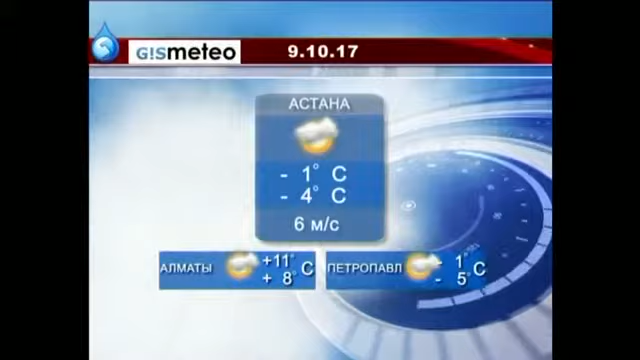 GISmeteo 9.10.17
АСТАНА
- 1° C
- 4° C
6 м/с
АЛМАТЫ +11° C
+ 8°
ПЕТРОПАВЛ - 1° C
- 5°